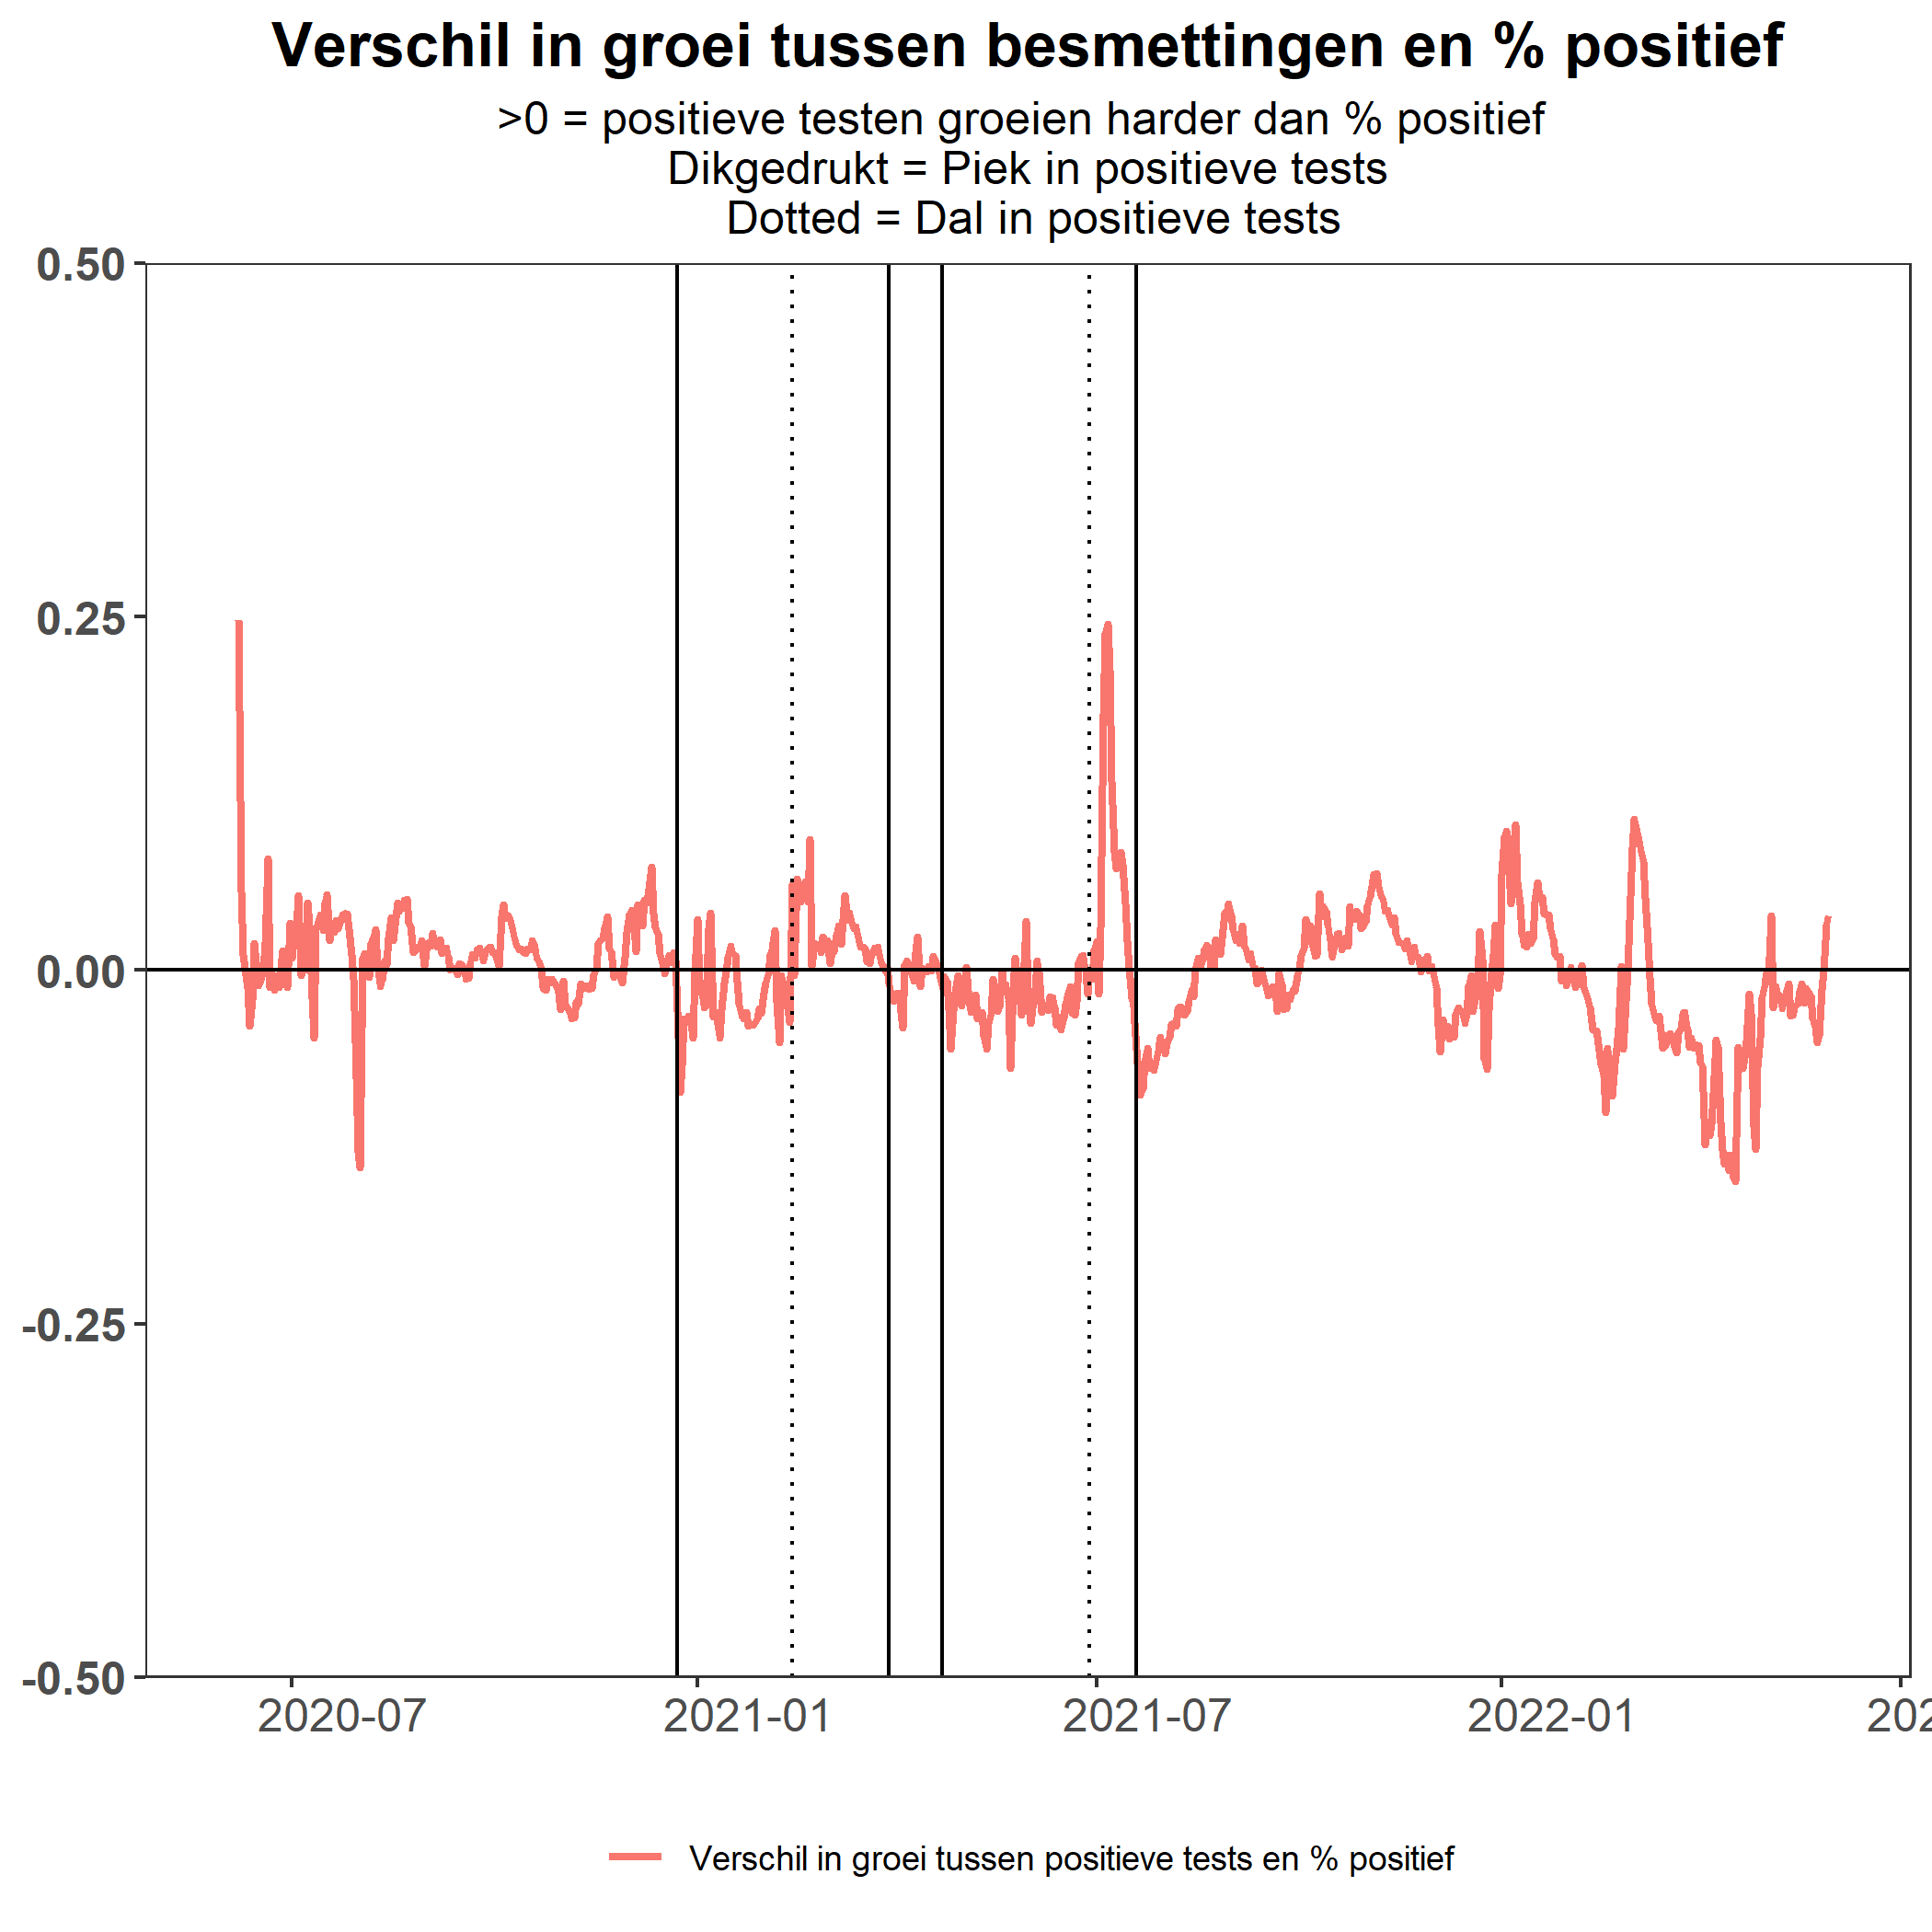 Verschil in groei tussen besmettingen en % positief
>0 = positieve testen groeien harder dan % positief
Dikgedrukt = Piek in positieve tests
Dotted = Dal in positieve tests
0.50
0.25
0.00
-0.25
-0.50
2020-07 2021-01 2021-07 2022-01 202
Verschil in groei tussen positieve tests en % positief